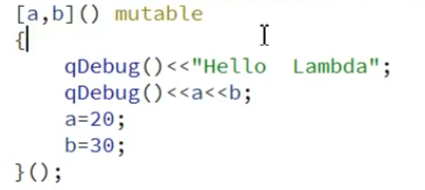 [a,b]() mutable
{
    qDebug()<<"Hello  Lambda";
    qDebug()<<a<<b;
    a=20;
    b=30;
}();